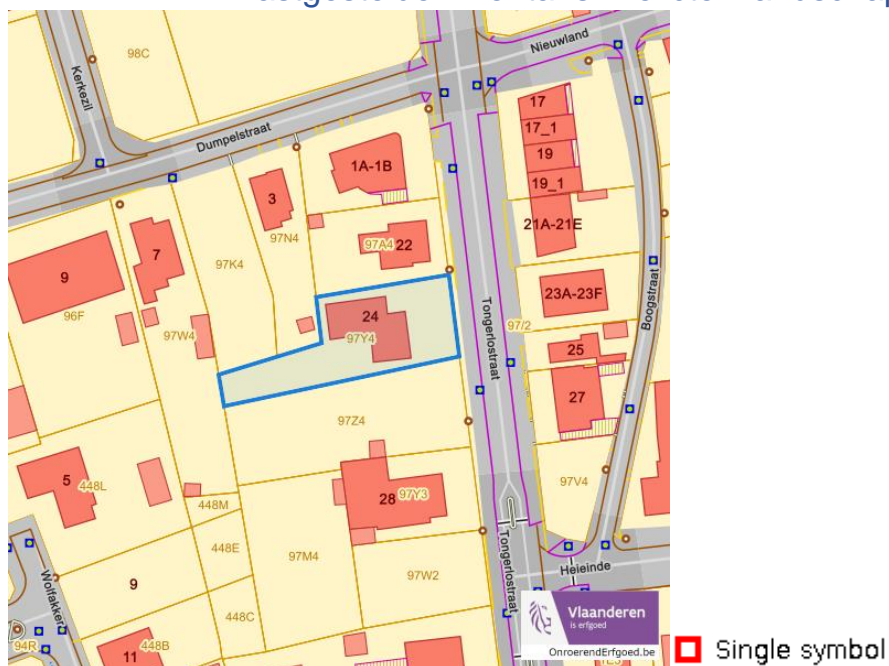 98C
Nieuwland
Kerkezil
Dumpelstraat
17
17_1
19
19_1
1A-1B
3
21A-21E
97N4
97A4 22
7
97K4
9
96F
23A-23F
Boogstraat
24
97Y4
Tongerlostraat
97/2
97W4
25
27
97Z4
5
448L
97V4
28 97Y3
448M
448E
97M4
Heieinde
97W2
Tongerlostraat
Wolfakker
9
448C
Vlaanderen
is erfgoed
OnroerendErfgoed.be
94R
11
448B
Single symbol